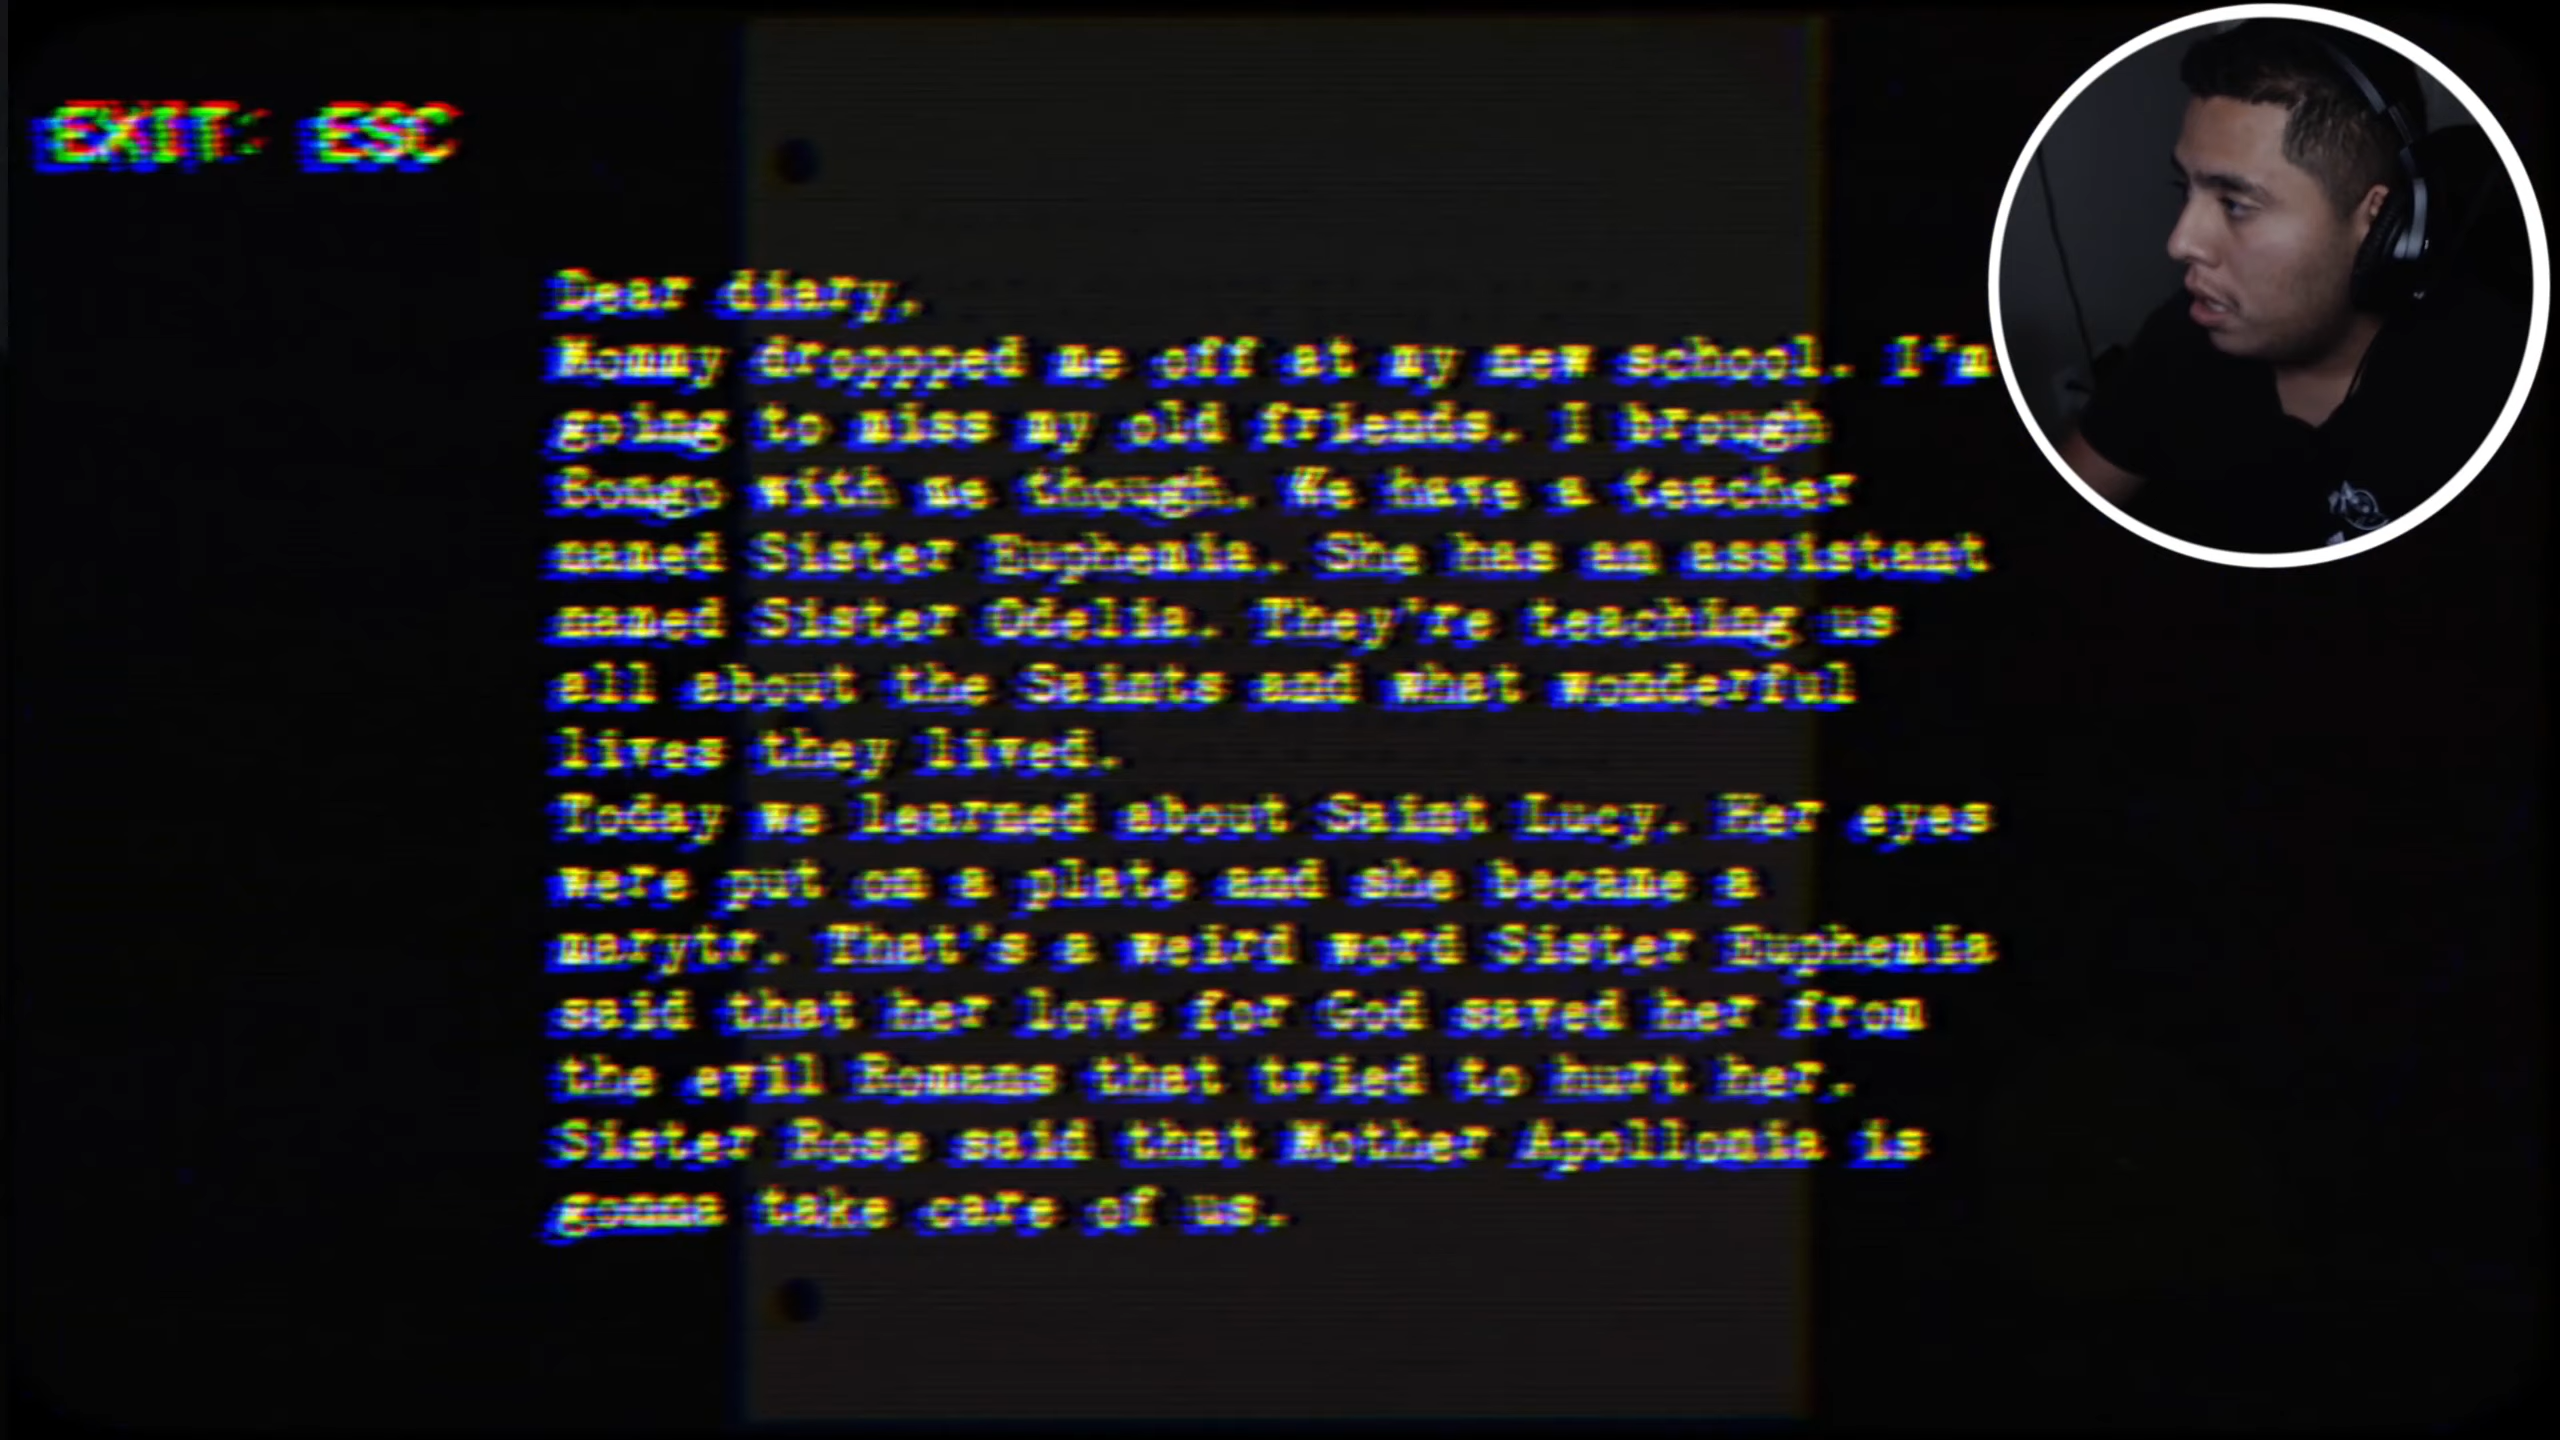 EXIT: ESC
Dear diary,
Mommy droppped me off at my new school. I'm
going to miss my old friends. I brough
Bongo with me though. We have a teacher
named Sister Euphemia. She has an assistant
named Sister Odelia. They're teaching us
all about the Saints and what wonderful
lives they lived.
Today we learned about Saint Lucy. Her eyes
were put on a plate and she became a
marytr. That's a weird word Sister Euphemia
said that her love for God saved her from
the evil Romans that tried to hurt her.
Sister Rose said that Mother Apollonia is
gonna take care of us.